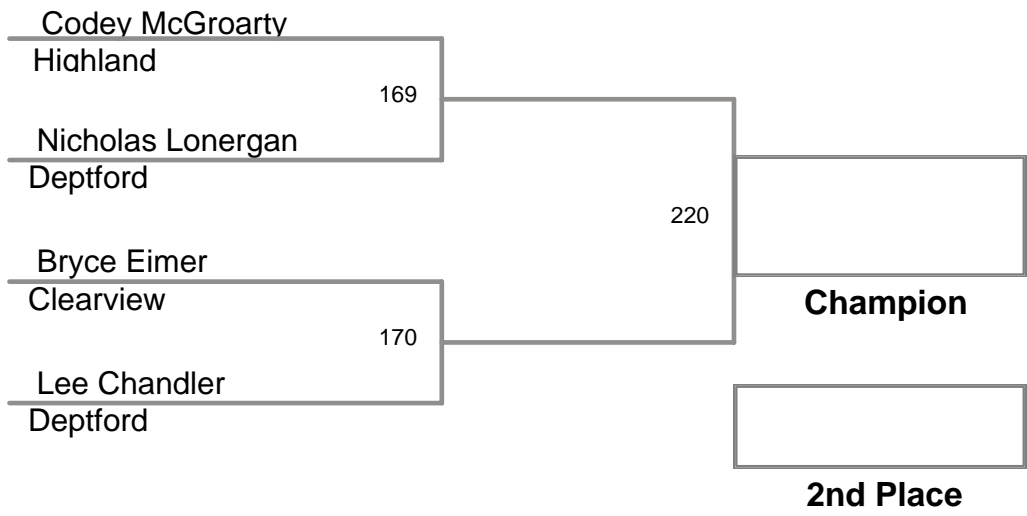 Codey McGroarty
Highland
169
Nicholas Lonergan
Deptford
220
Bryce Eimer
Clearview
Champion
170
Lee Chandler
Deptford
2nd Place